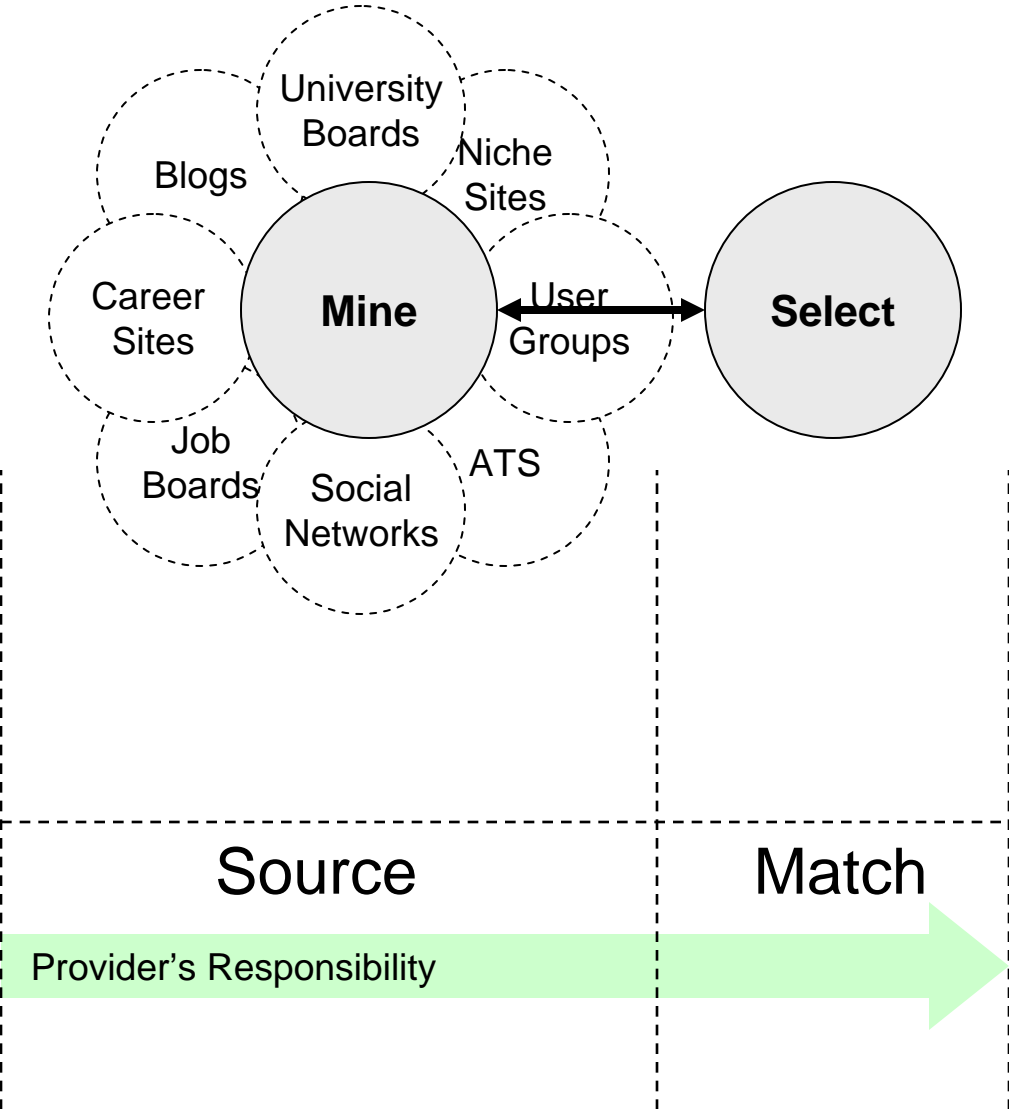 University
Boards
Niche
Sites
Blogs
Career
Sites
Mine
User
Groups
Select
Job
Boards
Social
Networks
ATS
Source
Match
Provider’s Responsibility